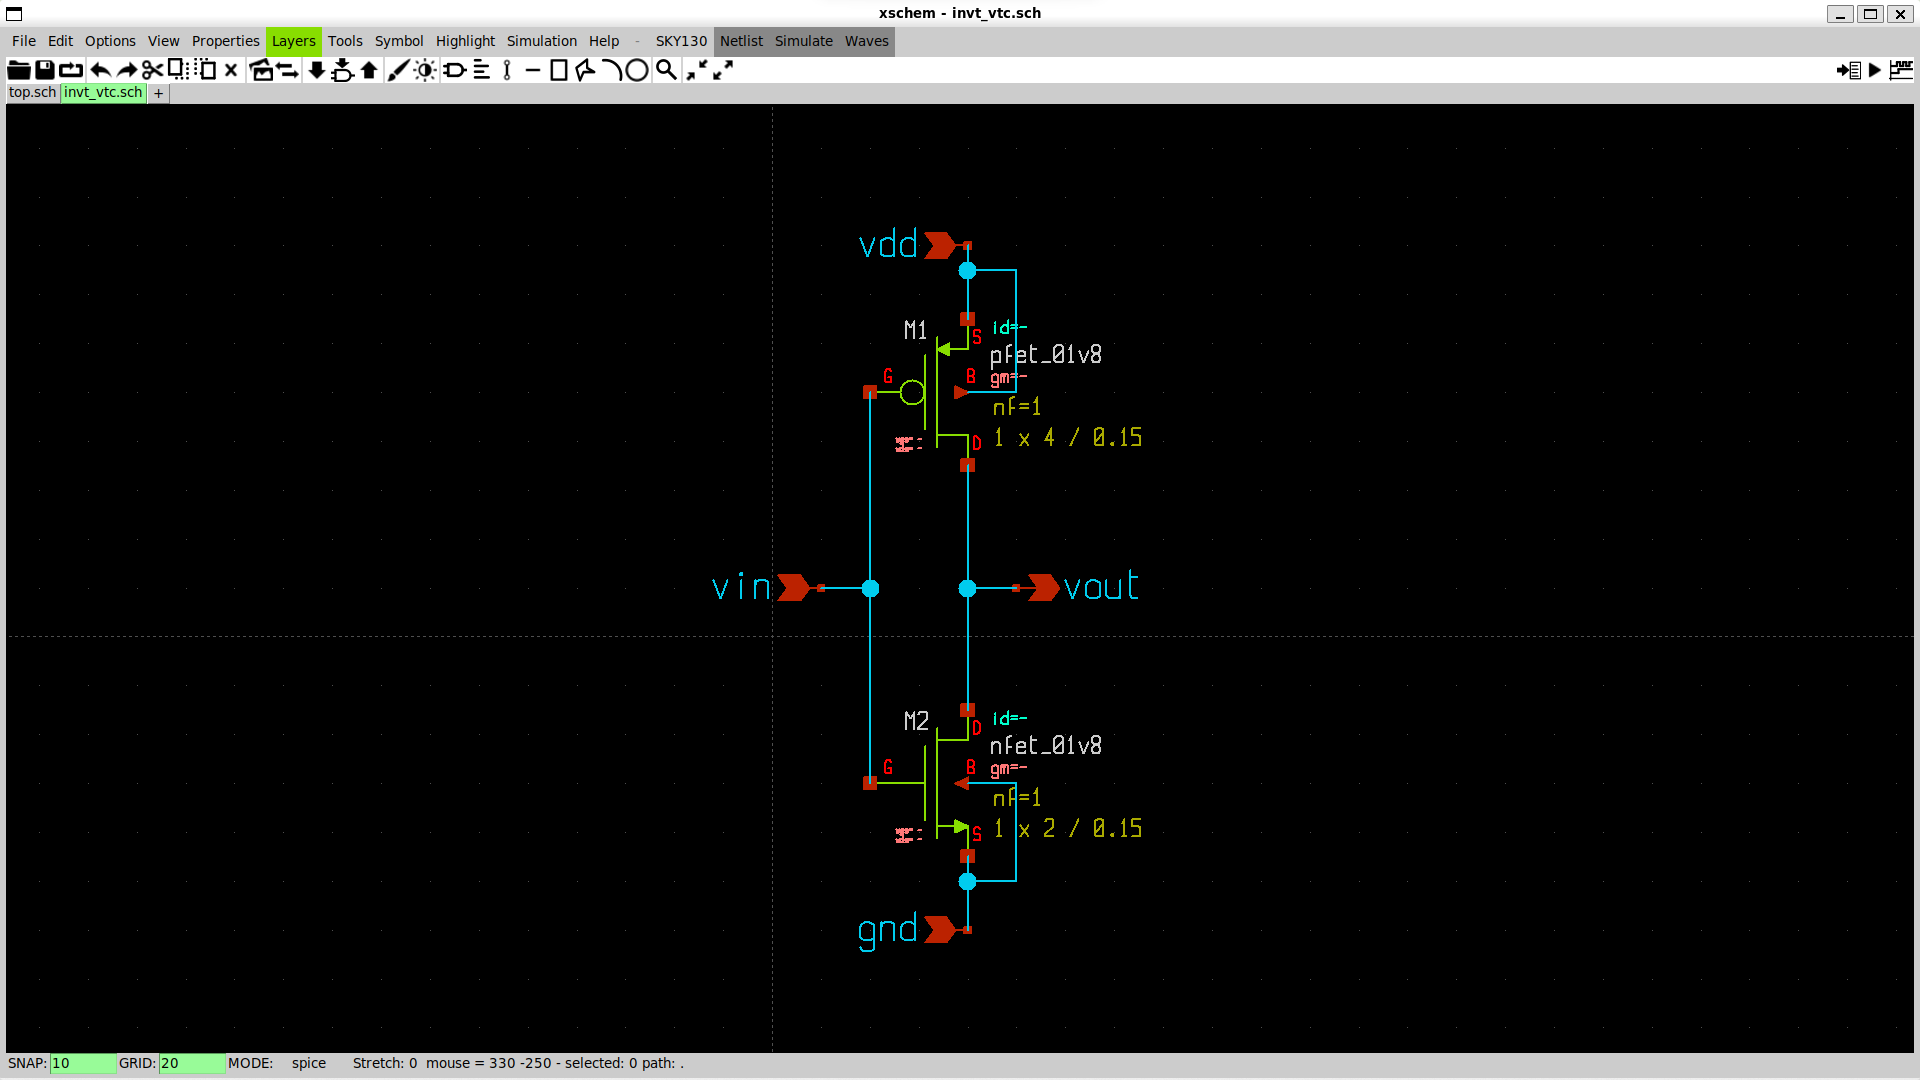 xschem - invt_vtc.sch
File Edit Options View Properties Layers Tools Symbol Highlight Simulation Help - SKY130 Netlist Simulate Waves
top.sch invt_vtc.sch +
vdd
M1
id=-
S
pfet_01v8
G
B
gm=-
nf=1
D
1 x 4 / 0.15
vin
vout
M2
id=-
D
nfet_01v8
G
B
gm=-
nf=1
S
1 x 2 / 0.15
gnd
SNAP: 10 GRID: 20 MODE: spice Stretch: 0 mouse = 330 -250 - selected: 0 path: .